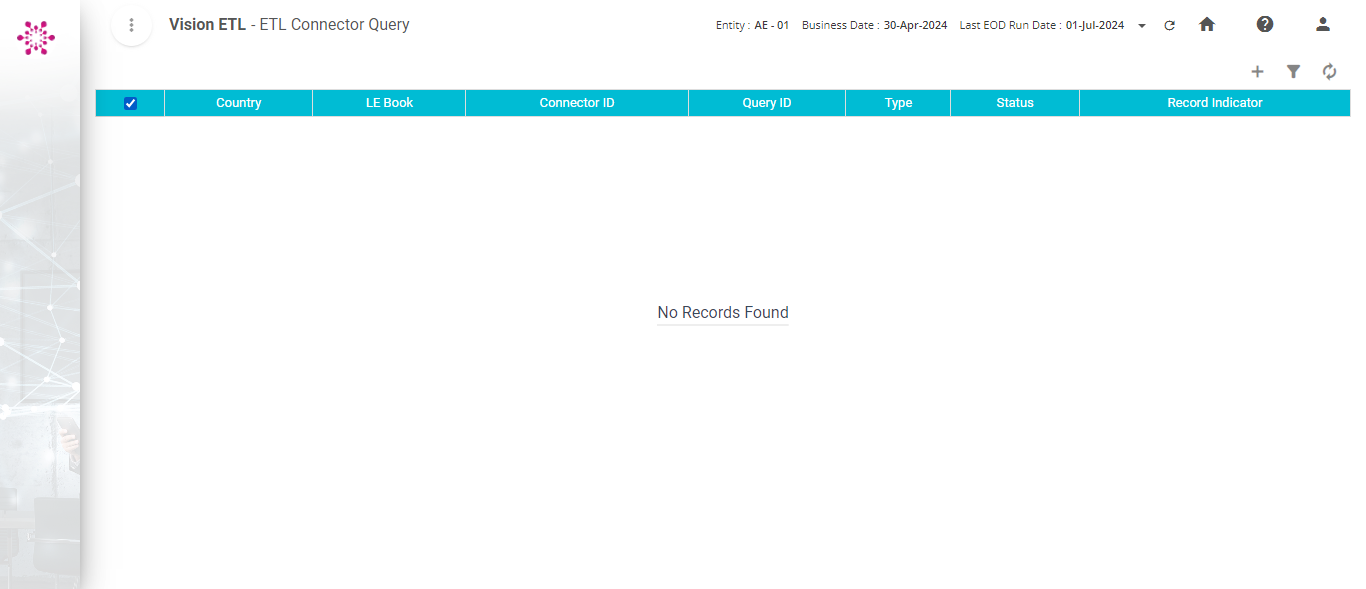 Vision ETL - ETL Connector Query
Entity : AE - 01 Business Date : 30-Apr-2024 Last EOD Run Date : 01-Jul-2024
Country LE Book Connector ID Query ID Type Status Record Indicator
No Records Found